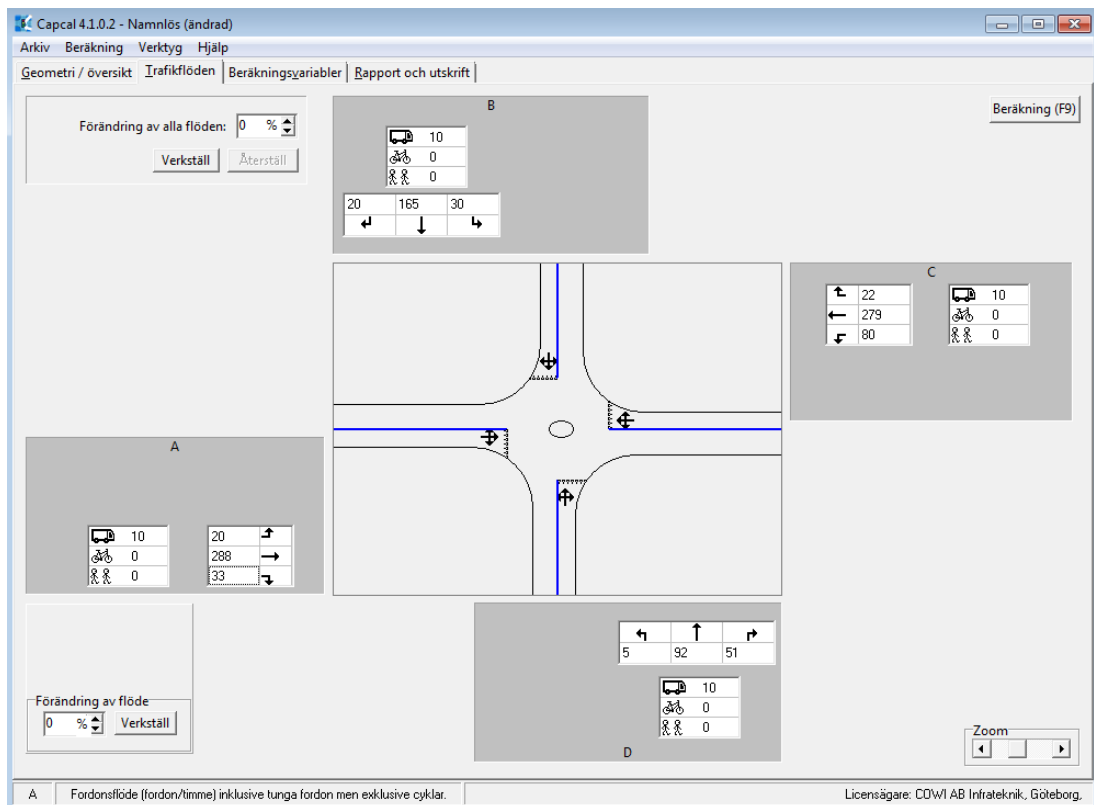 Capcal 4.1.0.2 - Namnlös (ändrad)
Arkiv Beräkning Verktyg Hjälp
Geometri / översikt Trafikflöden Beräkningsvariabler Rapport och utskrift
Förändring av alla flöden: 0 %
Verkställ Återställ
Beräkning (F9)
B
10
0
0
20 165 30
C
22
279
80
10
0
0
A
10
0
0
20
288
33
5 92 51
10
0
0
D
Förändring av flöde
0 % Verkställ
Zoom
A Fordonsflöde (fordon/timme) inklusive tunga fordon men exklusive cyklar. Licensägare: COWI AB Infrateknik, Göteborg,